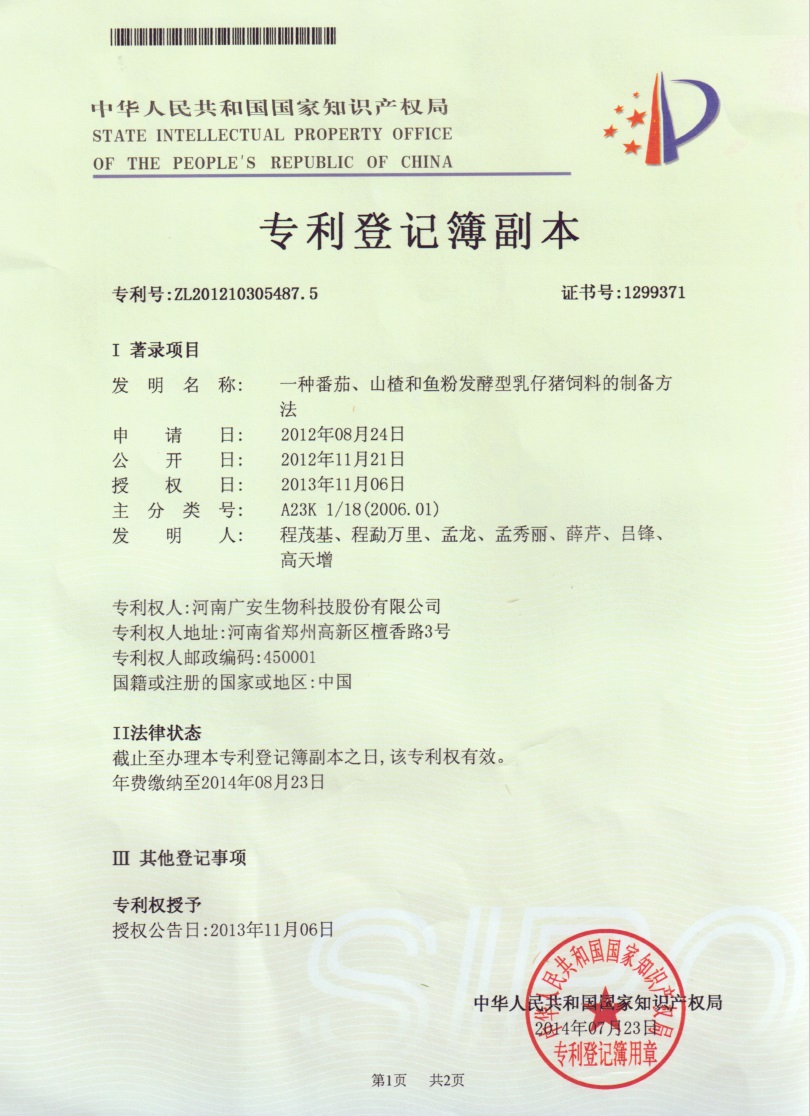 中华人民共和国国家知识产权局
STATE INTELLECTUAL PROPERTY OFFICE
OF THE PEOPLE'S REPUBLIC OF CHINA
专利登记簿副本
专利号:ZL201210305487.5 证书号:1299371
I 著录项目
发明名称: 一种番茄、山楂和鱼粉发酵型乳仔猪饲料的制备方
法
申请日: 2012年08月24日
公开日: 2012年11月21日
授权日: 2013年11月06日
主分类号: A23K 1/18(2006.01)
发明人: 程茂基、程勐万里、孟龙、孟秀丽、薛芹、吕锋、
高天增
专利权人:河南广安生物科技股份有限公司
专利权人地址:河南省郑州高新区檀香路3号
专利权人邮政编码:450001
国籍或注册的国家或地区:中国
II法律状态
截止至办理本专利登记簿副本之日,该专利权有效。
年费缴纳至2014年08月23日
III 其他登记事项
专利权授予
授权公告日:2013年11月06日
SIPO
中华人民共和国国家知识产权局
中华人民共和国国家知识产权局
2014年07月23日
专利登记簿用章
第1页 共2页